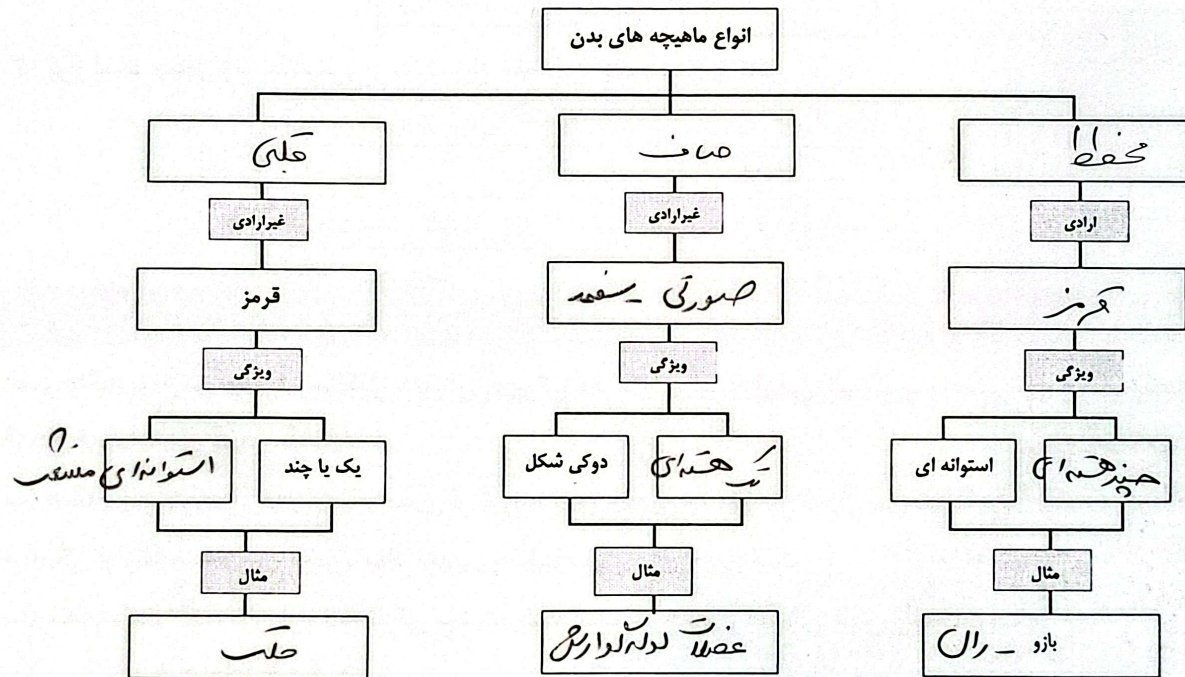 انواع ماهیچه های بدن
مخطط
صاف
قلبی
ارادی
غیرارادی
غیرارادی
قرمز
صورتی - سفید
قرمز
ویژگی
ویژگی
ویژگی
چند هسته ای
استوانه ای
تک هسته ای
دوکی شکل
یک یا چند
استوانه ای منشعب
مثال
مثال
مثال
بازو - ران
عضلات لوله گوارش
قلب